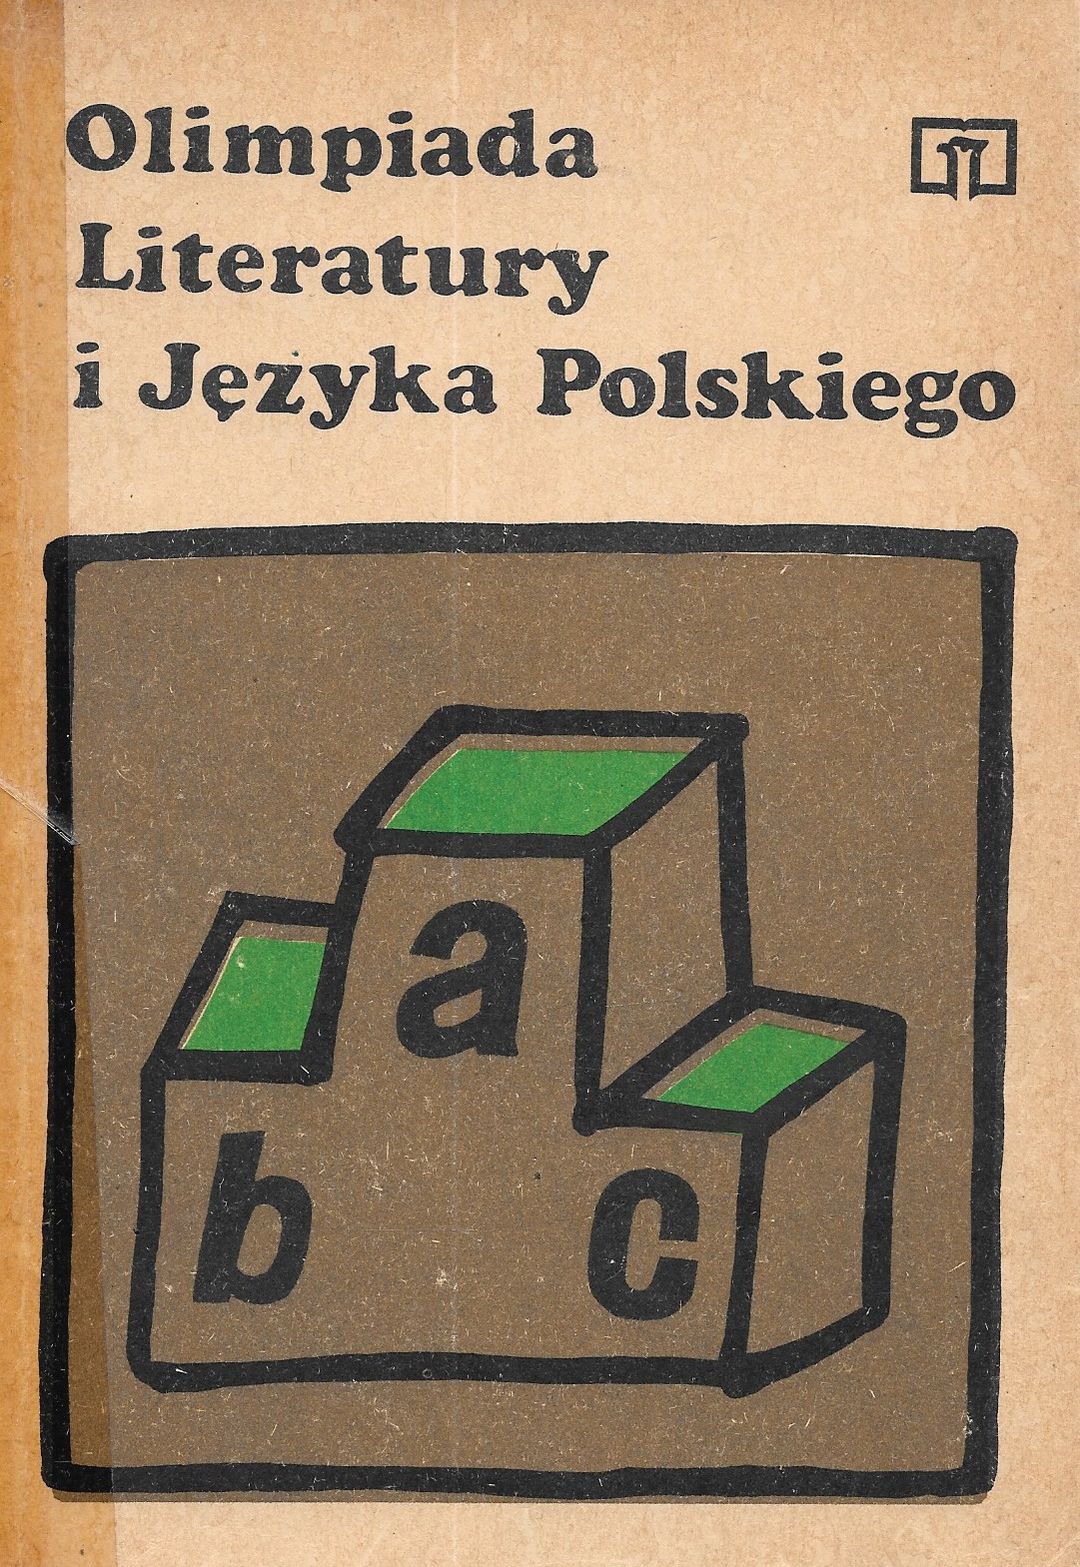 Olimpiada
Literatury
i Języka Polskiego
a
b
c